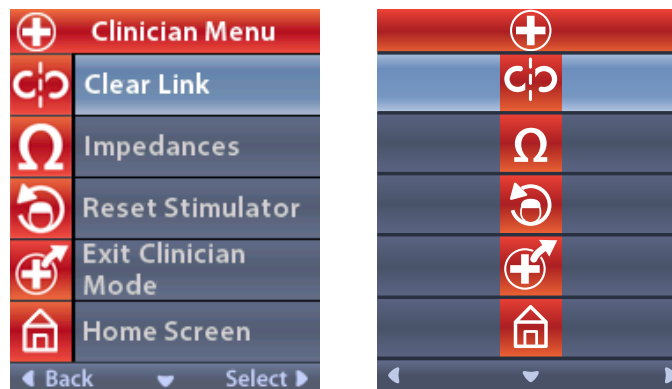 Clinician Menu
Clear Link
Impedances
Ω
Reset Stimulator
Exit Clinician
Mode
Home Screen
Back Select
Ω